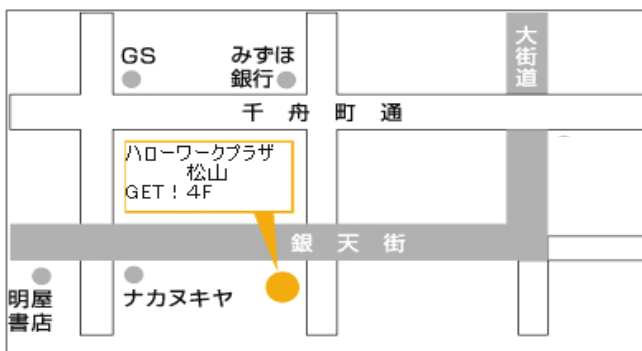 GS
みずほ
銀行
大街道
千舟町通
ハローワークプラザ
松山
GET！4F
銀天街
明屋
書店
ナカヌキヤ